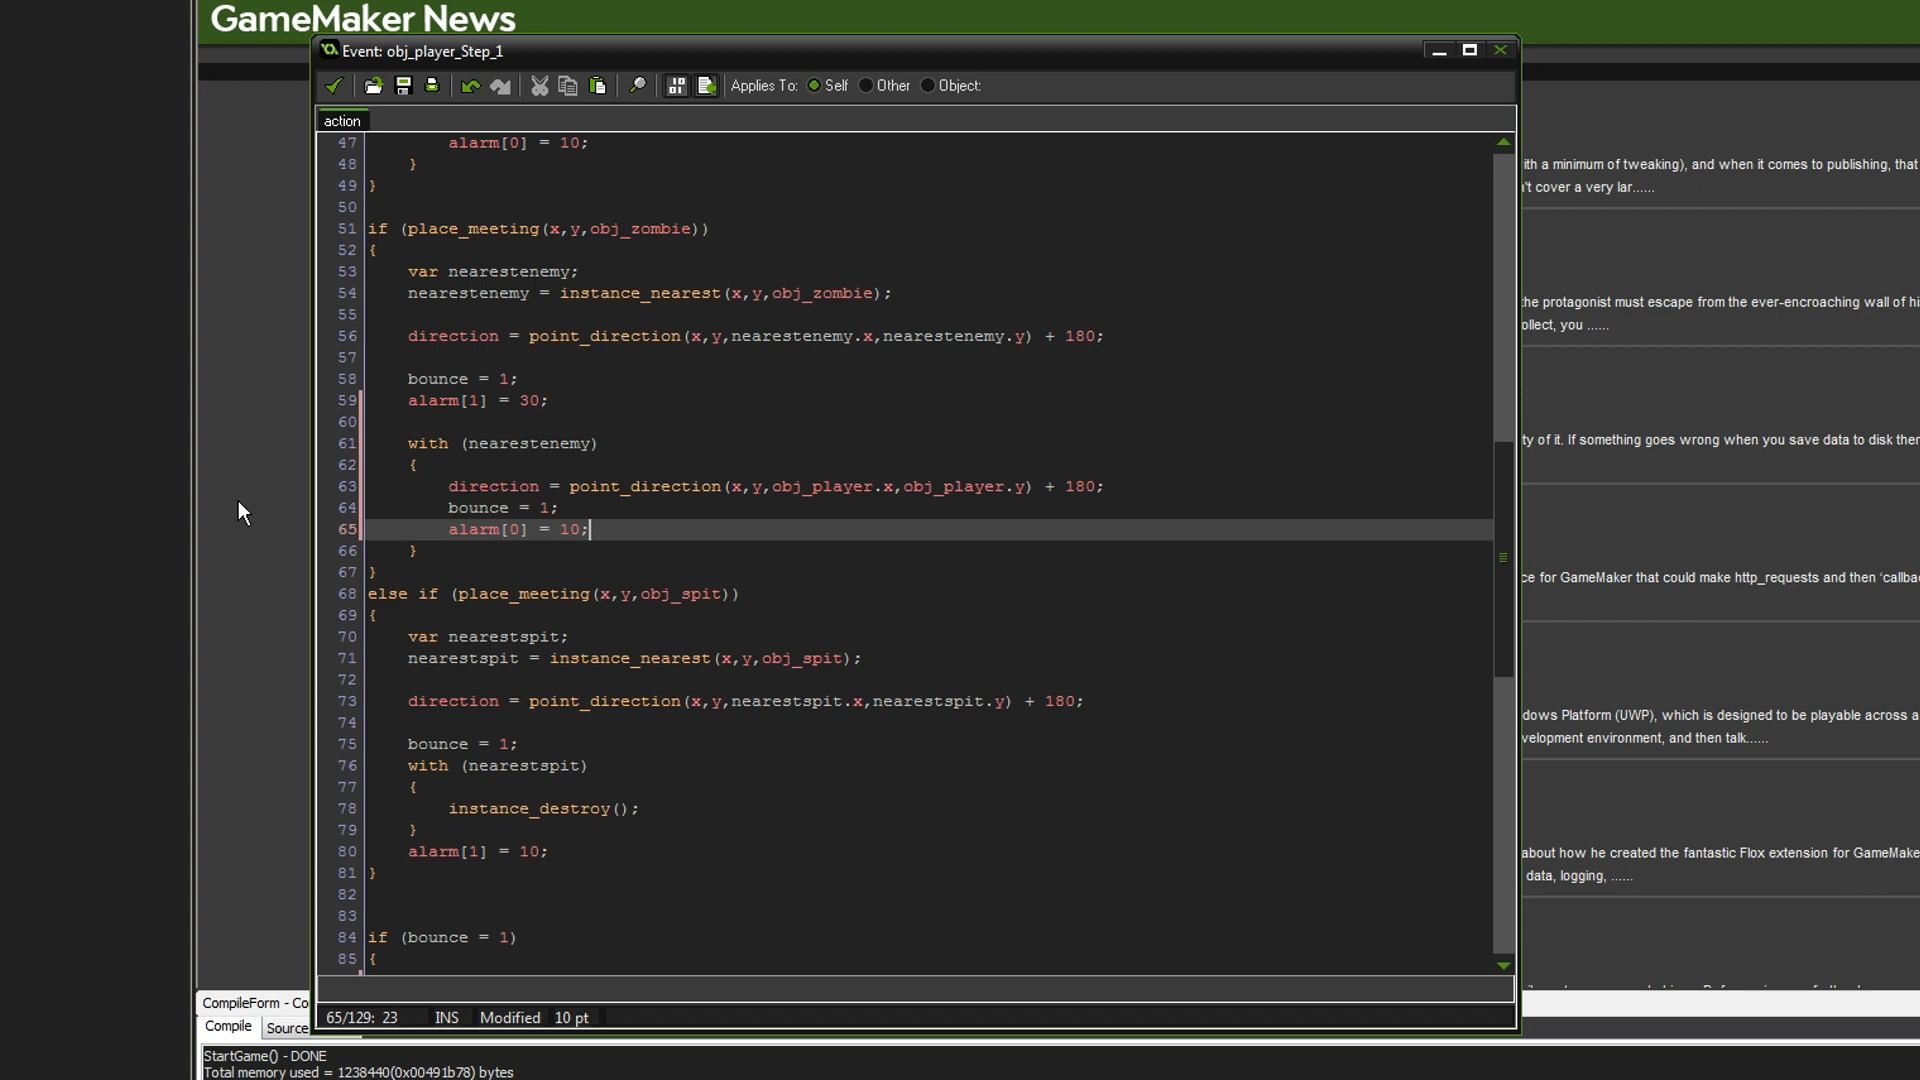 GameMaker News
Event: obj_player_Step_1
Applies To: Self Other Object:
action
47 alarm[0] = 10;
48 }
49 }
50
51 if (place_meeting(x,y,obj_zombie))
52 {
53 var nearestenemy;
54 nearestenemy = instance_nearest(x,y,obj_zombie);
55
56 direction = point_direction(x,y,nearestenemy.x,nearestenemy.y) + 180;
57
58 bounce = 1;
59 alarm[1] = 30;
60
61 with (nearestenemy)
62 {
63 direction = point_direction(x,y,obj_player.x,obj_player.y) + 180;
64 bounce = 1;
65 alarm[0] = 10;
66 }
67 }
68 else if (place_meeting(x,y,obj_spit))
69 {
70 var nearestspit;
71 nearestspit = instance_nearest(x,y,obj_spit);
72
73 direction = point_direction(x,y,nearestspit.x,nearestspit.y) + 180;
74
75 bounce = 1;
76 with (nearestspit)
77 {
78 instance_destroy();
79 }
80 alarm[1] = 10;
81 }
82
83
84 if (bounce = 1)
85 {
65/129: 23 INS Modified 10 pt
ith a minimum of tweaking), and when it comes to publishing, that
't cover a very lar......
the protagonist must escape from the ever-encroaching wall of hi
ollect, you ......
ty of it. If something goes wrong when you save data to disk ther
ce for GameMaker that could make http_requests and then 'callba
dows Platform (UWP), which is designed to be playable across a
velopment environment, and then talk......
about how he created the fantastic Flox extension for GameMake
data, logging, ......
CompileForm - Co
Compile Source
StartGame() - DONE
Total memory used = 1238440(0x00491b78) bytes